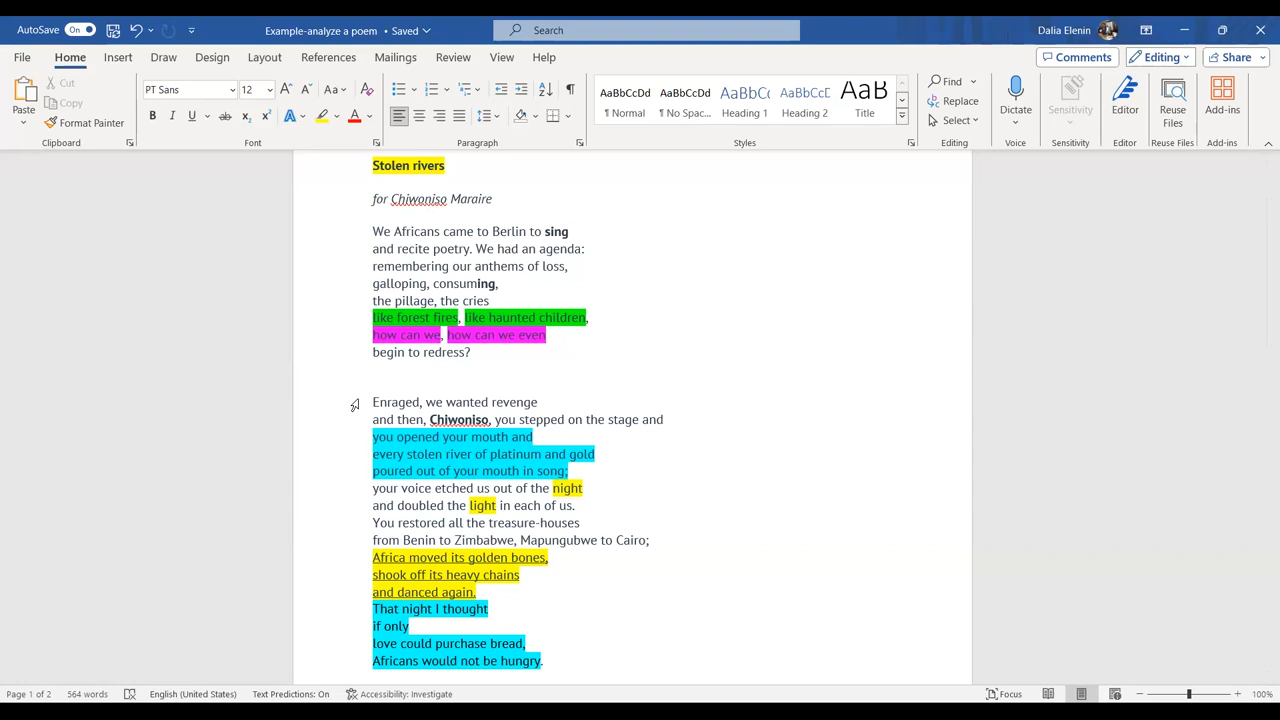 AutoSave On Example-analyze a poem • Saved Search Dalia Elenin
File Home Insert Draw Design Layout References Mailings Review View Help Comments Editing Share
Paste Cut Copy Format Painter
PT Sans 12
AaBbCcDd AaBbCcDd AaBbCc AaBbCcD AaB
¶ Normal ¶ No Spac... Heading 1 Heading 2 Title
Find Replace Select
Dictate Sensitivity Editor Reuse Files Add-ins
Clipboard Font Paragraph Styles Editing Voice Sensitivity Editor Reuse Files Add-ins
Stolen rivers
for Chiwoniso Maraire
We Africans came to Berlin to sing
and recite poetry. We had an agenda:
remembering our anthems of loss,
galloping, consuming,
the pillage, the cries
like forest fires, like haunted children,
how can we, how can we even
begin to redress?
Enraged, we wanted revenge
and then, Chiwoniso, you stepped on the stage and
you opened your mouth and
every stolen river of platinum and gold
poured out of your mouth in song;
your voice etched us out of the night
and doubled the light in each of us.
You restored all the treasure-houses
from Benin to Zimbabwe, Mapungubwe to Cairo;
Africa moved its golden bones,
shook off its heavy chains
and danced again.
That night I thought
if only
love could purchase bread,
Africans would not be hungry.
Page 1 of 2 564 words English (United States) Text Predictions: On Accessibility: Investigate Focus 100%